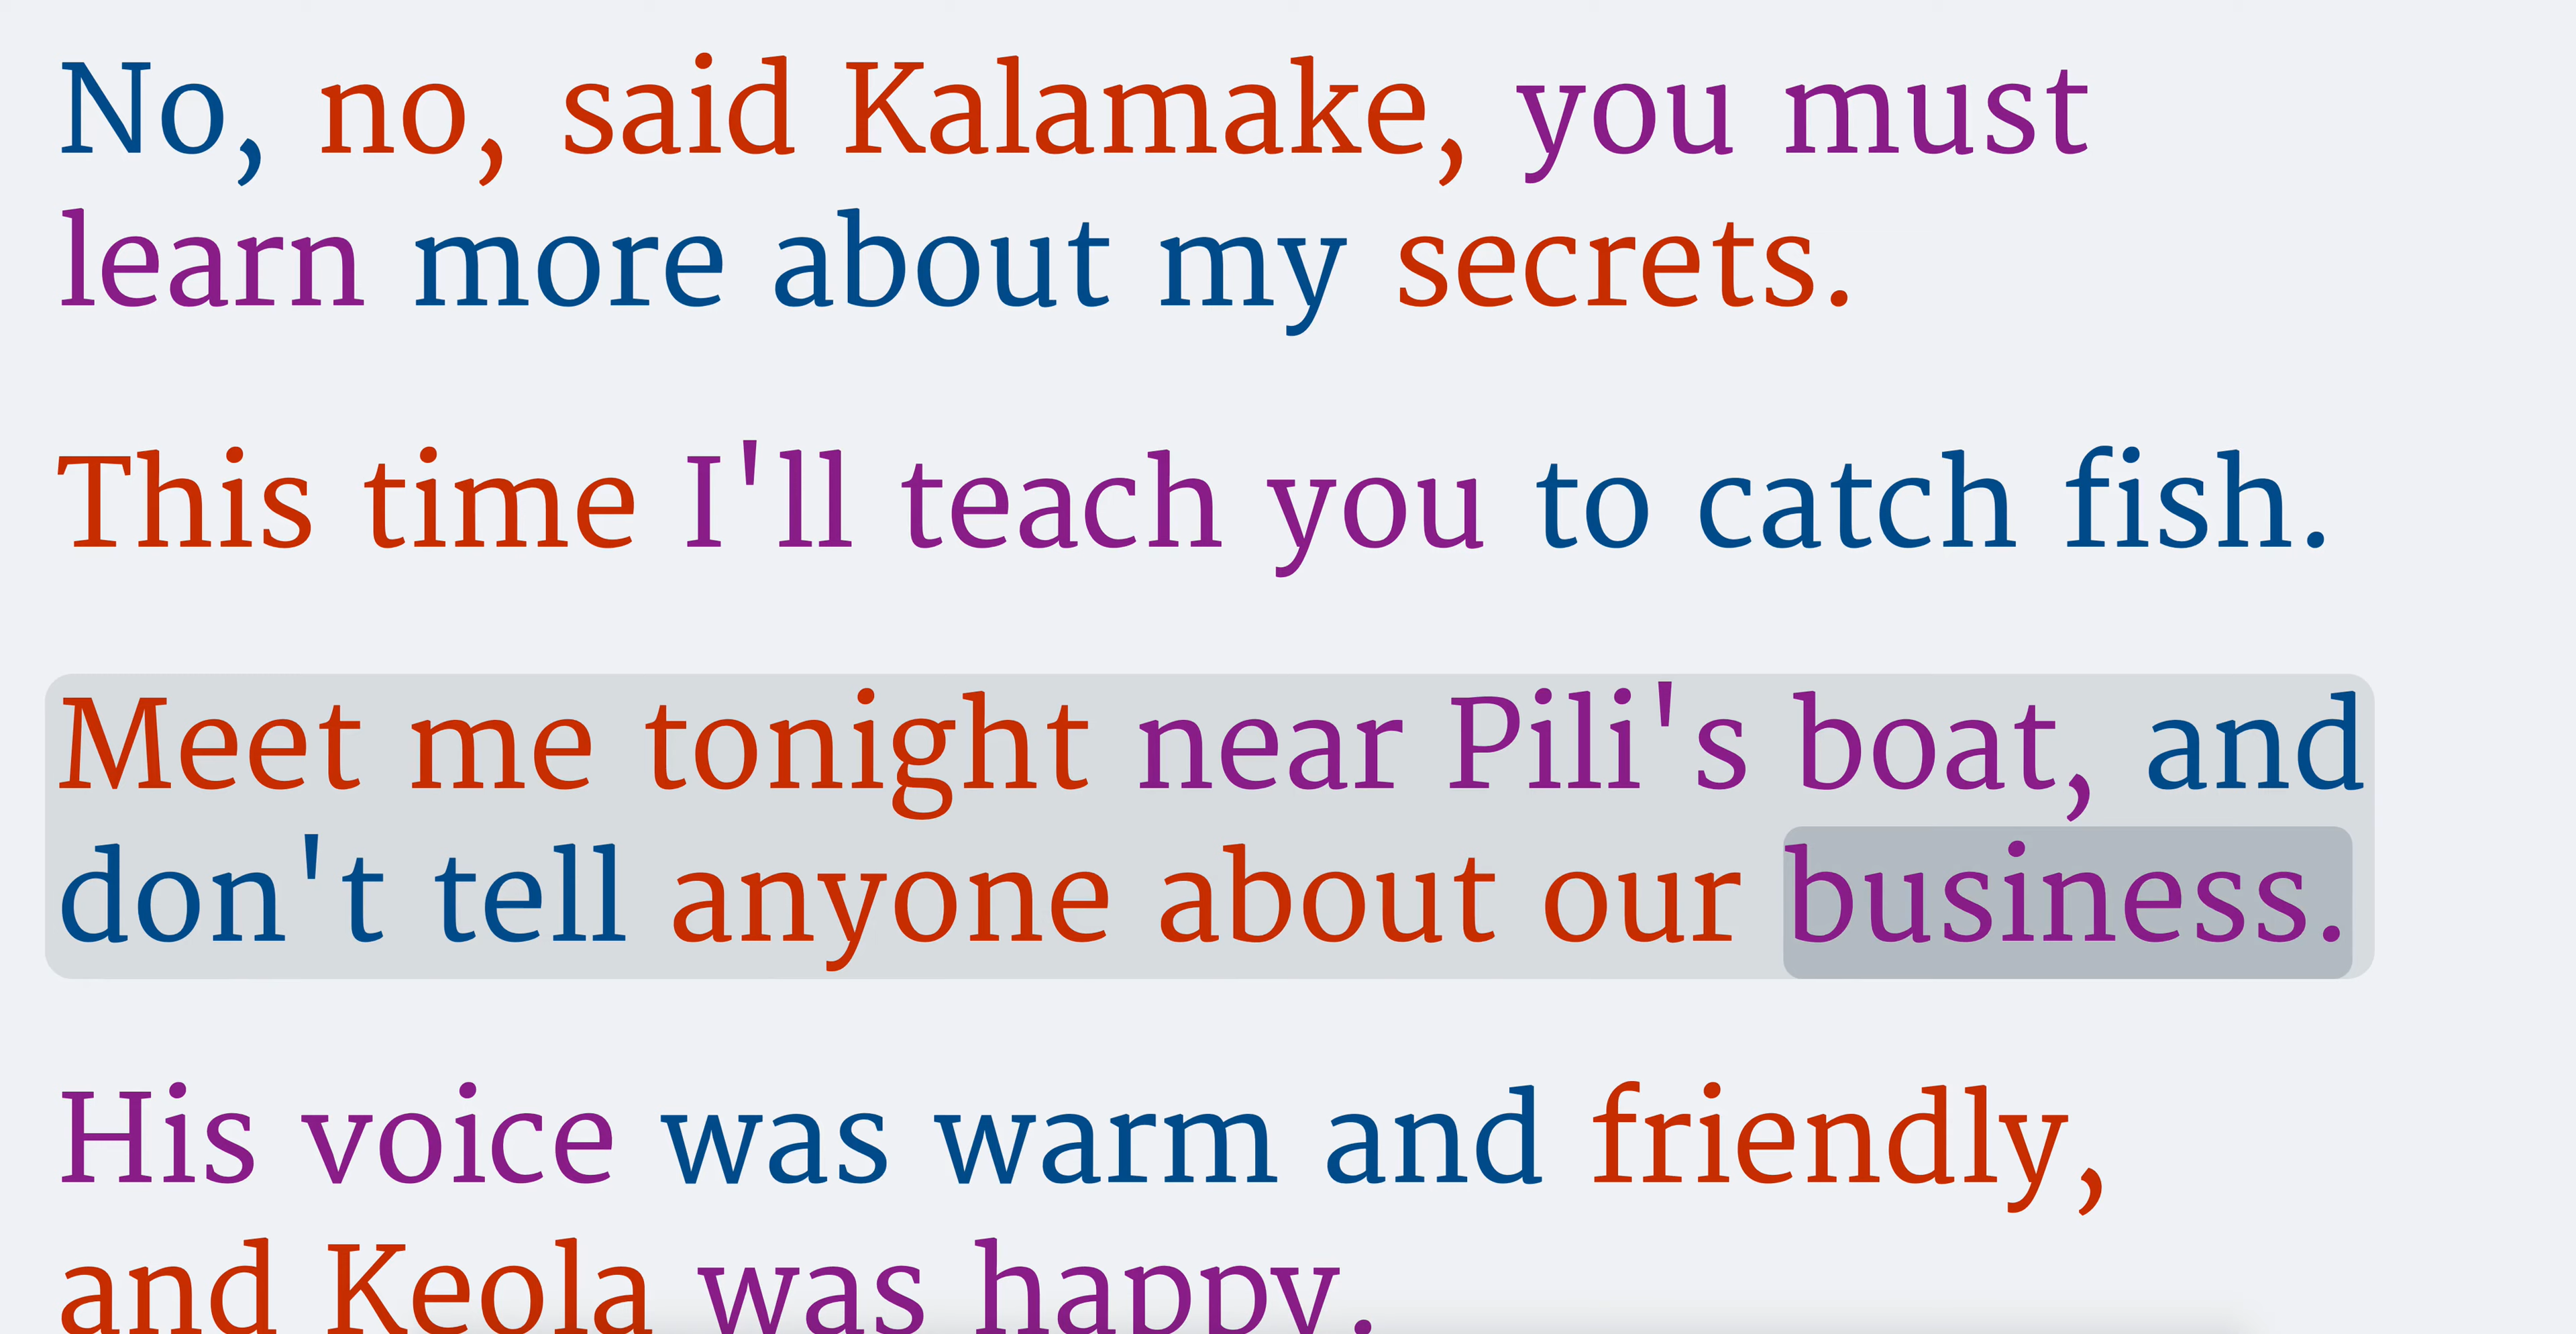 No, no, said Kalamake, you must
learn more about my secrets.
This time I'll teach you to catch fish.
Meet me tonight near Pili's boat, and
don't tell anyone about our business.
His voice was warm and friendly,
and Keola was happy.